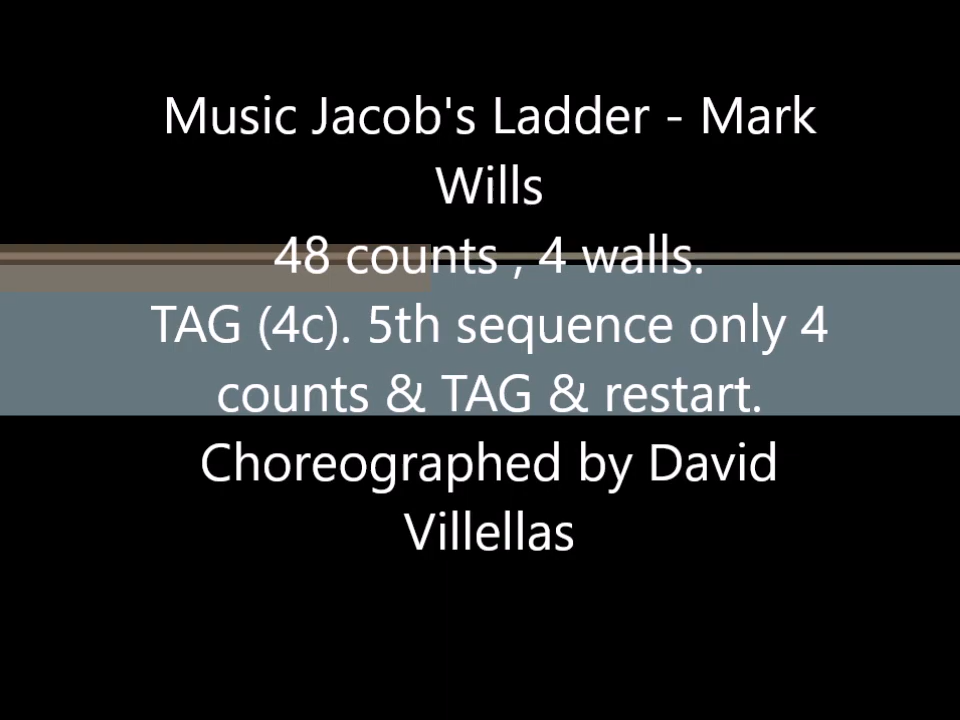 Music Jacob's Ladder - Mark
Wills
48 counts , 4 walls.
TAG (4c). 5th sequence only 4
counts & TAG & restart.
Choreographed by David
Villellas